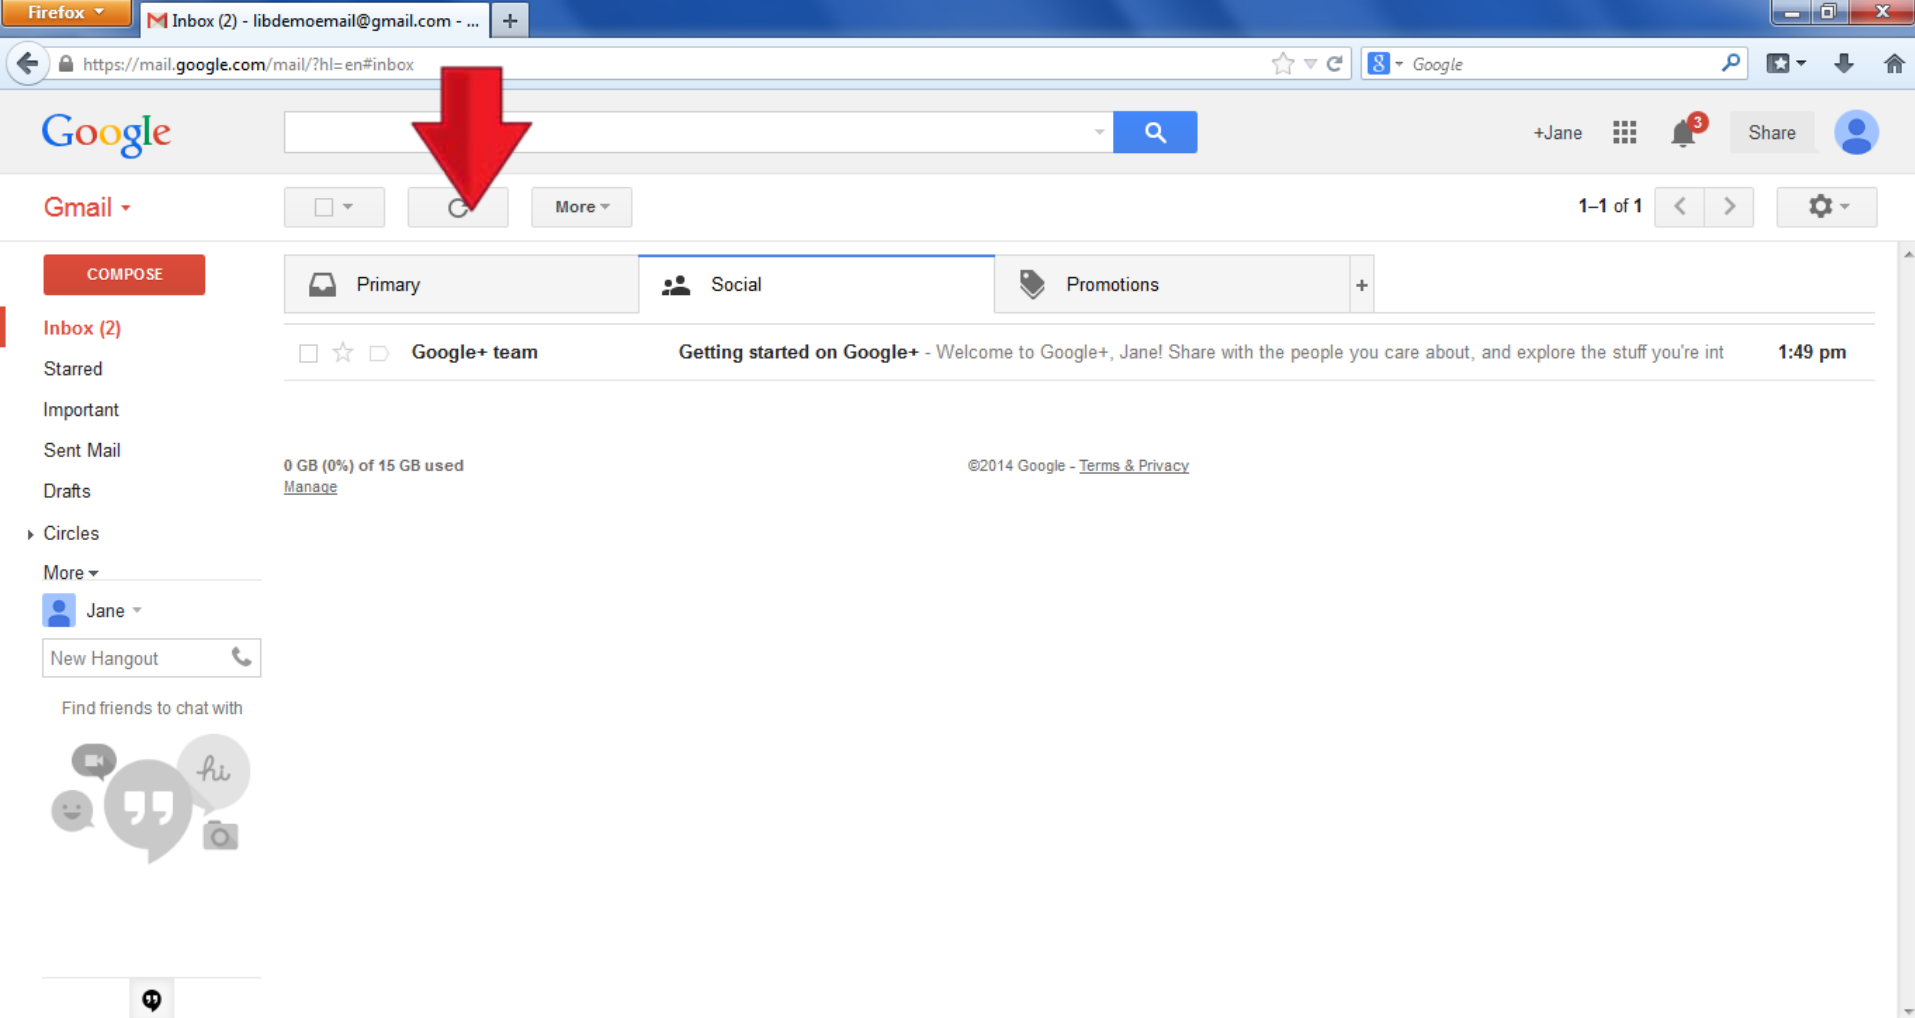 Firefox
Inbox (2) - libdemoemail@gmail.com - ...
https://mail.google.com/mail/?hl=en#inbox
Google
Google
+Jane
3
Share
Gmail
More
1–1 of 1
COMPOSE
Primary
Social
Promotions
+
Inbox (2)
Google+ team
Getting started on Google+ - Welcome to Google+, Jane! Share with the people you care about, and explore the stuff you're int
1:49 pm
Starred
Important
Sent Mail
Drafts
Circles
More
0 GB (0%) of 15 GB used
Manage
©2014 Google - Terms & Privacy
Jane
New Hangout
Find friends to chat with
hi